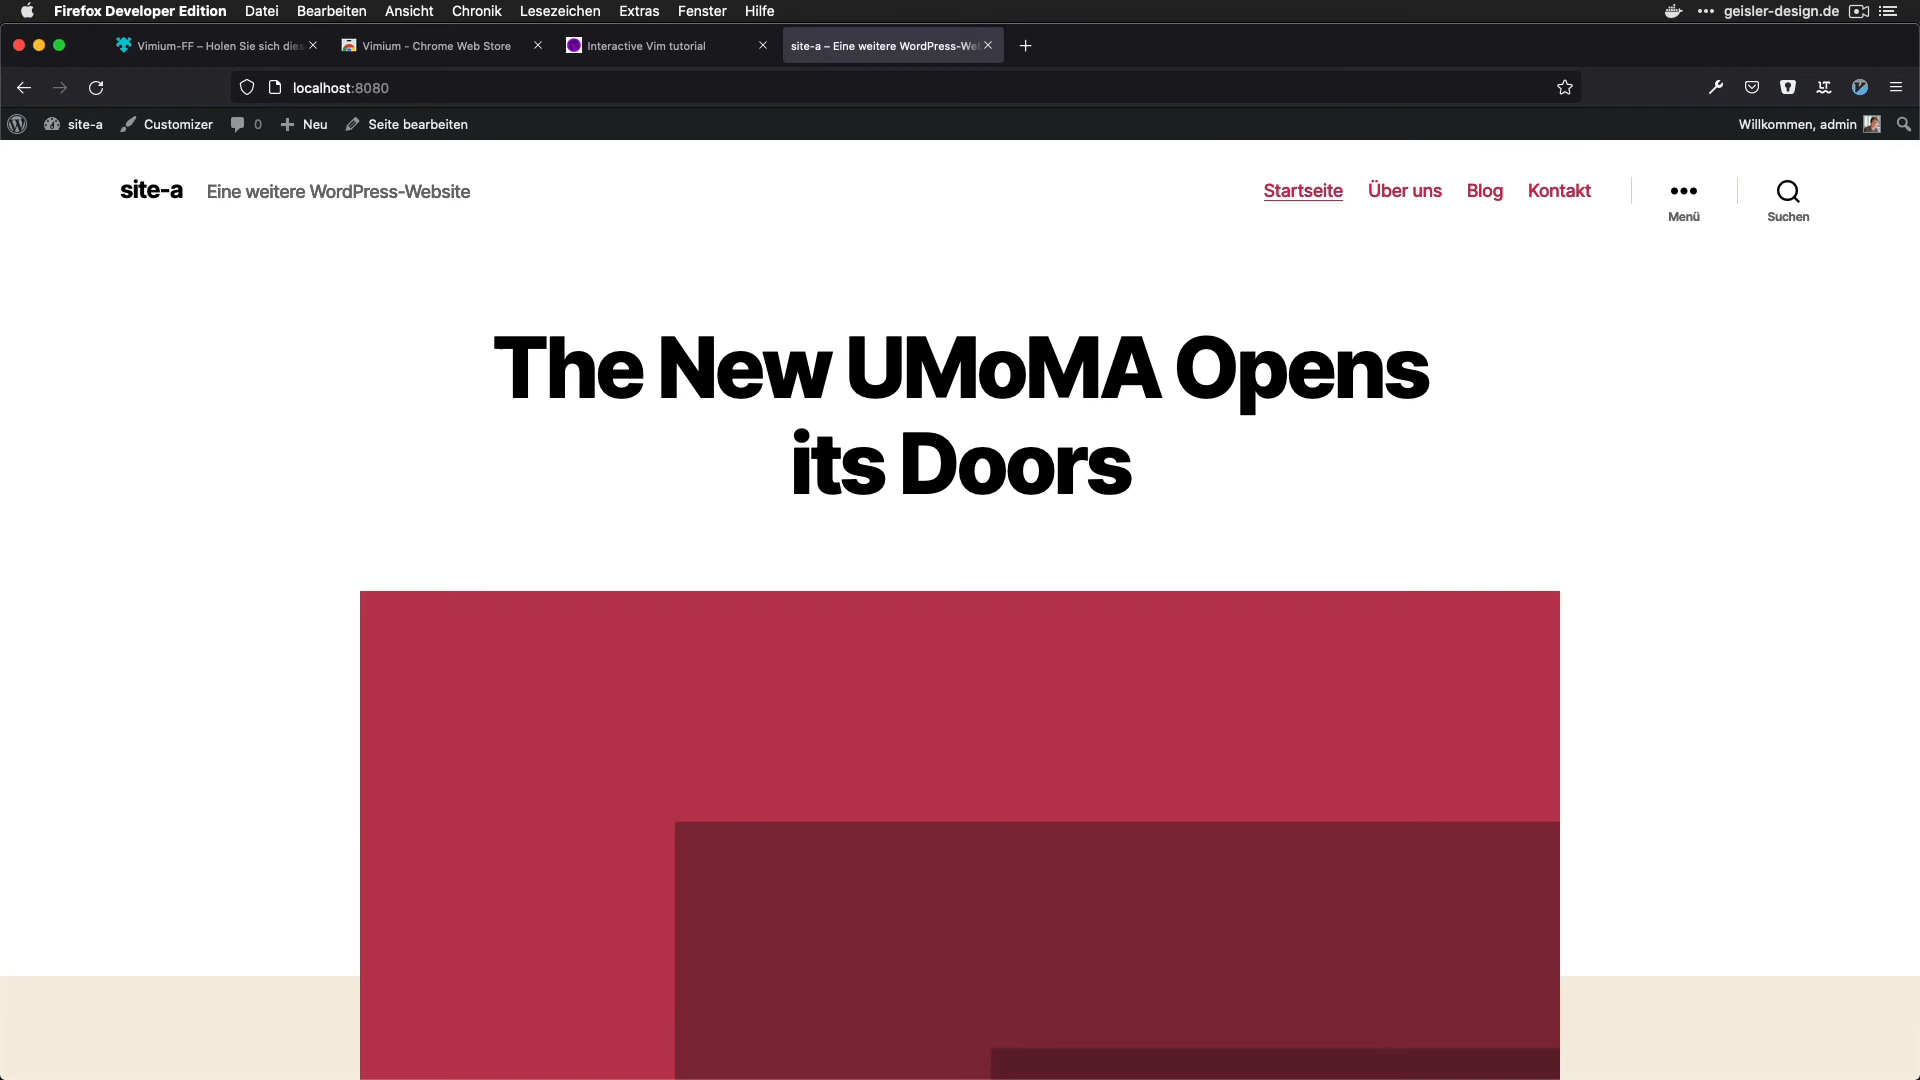 Firefox Developer Edition Datei Bearbeiten Ansicht Chronik Lesezeichen Extras Fenster Hilfe geisler-design.de
Vimium-FF – Holen Sie sich dies Vimium - Chrome Web Store Interactive Vim tutorial site-a – Eine weitere WordPress-We
localhost:8080
site-a Customizer 0 Neu Seite bearbeiten Willkommen, admin
site-a Eine weitere WordPress-Website Startseite Über uns Blog Kontakt
Menü Suchen
The New UMoMA Opens
its Doors